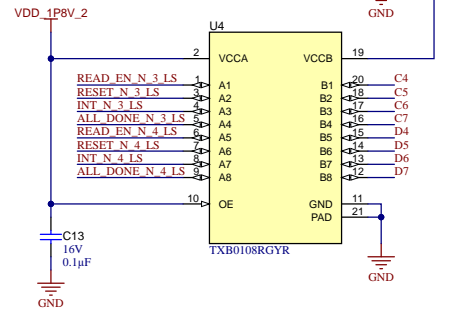 VDD_1P8V_2
GND
U4
2 VCCA VCCB 19
READ_EN_N_3_LS 1 A1 B1 20 C4
RESET_N_3_LS 3 A2 B2 18 C5
INT_N_3_LS 4 A3 B3 17 C6
ALL_DONE_N_3_LS 5 A4 B4 16 C7
READ_EN_N_4_LS 6 A5 B5 15 D4
RESET_N_4_LS 7 A6 B6 14 D5
INT_N_4_LS 8 A7 B7 13 D6
ALL_DONE_N_4_LS 9 A8 B8 12 D7
10 OE GND 11
PAD 21
C13
16V
0.1µF
TXB0108RGYR
GND
GND